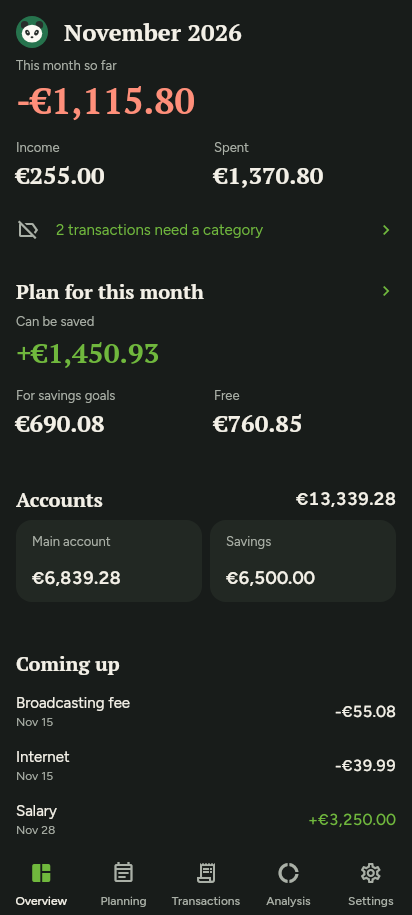 November 2026
This month so far
-€1,115.80
Income
Spent
€255.00
€1,370.80
2 transactions need a category
Plan for this month
Can be saved
+€1,450.93
For savings goals
Free
€690.08
€760.85
Accounts
€13,339.28
Main account
Savings
€6,839.28
€6,500.00
Coming up
Broadcasting fee
-€55.08
Nov 15
Internet
-€39.99
Nov 15
Salary
+€3,250.00
Nov 28
Overview
Planning
Transactions
Analysis
Settings